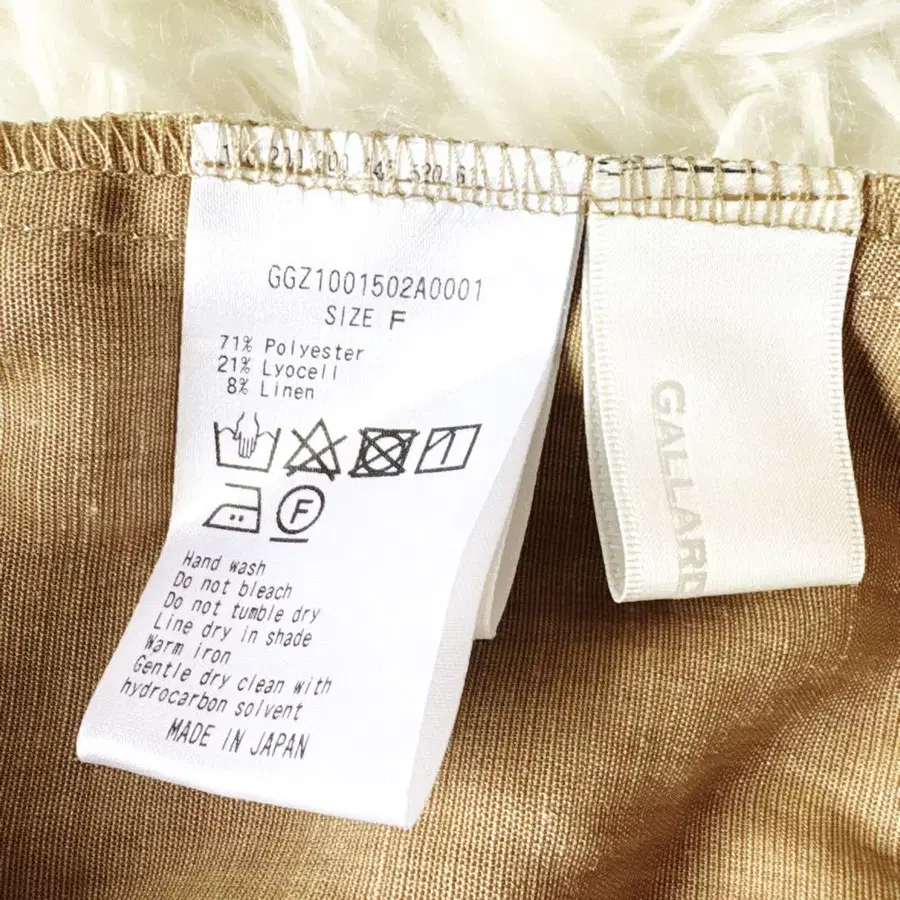 GGZ1001502A0001
SIZE F
71% Polyester
21% Lyocell
8% Linen
F
Hand wash
Do not bleach
Do not tumble dry
Line dry in shade
Warm iron
Gentle dry clean with
hydrocarbon solvent
MADE IN JAPAN
GALLARD